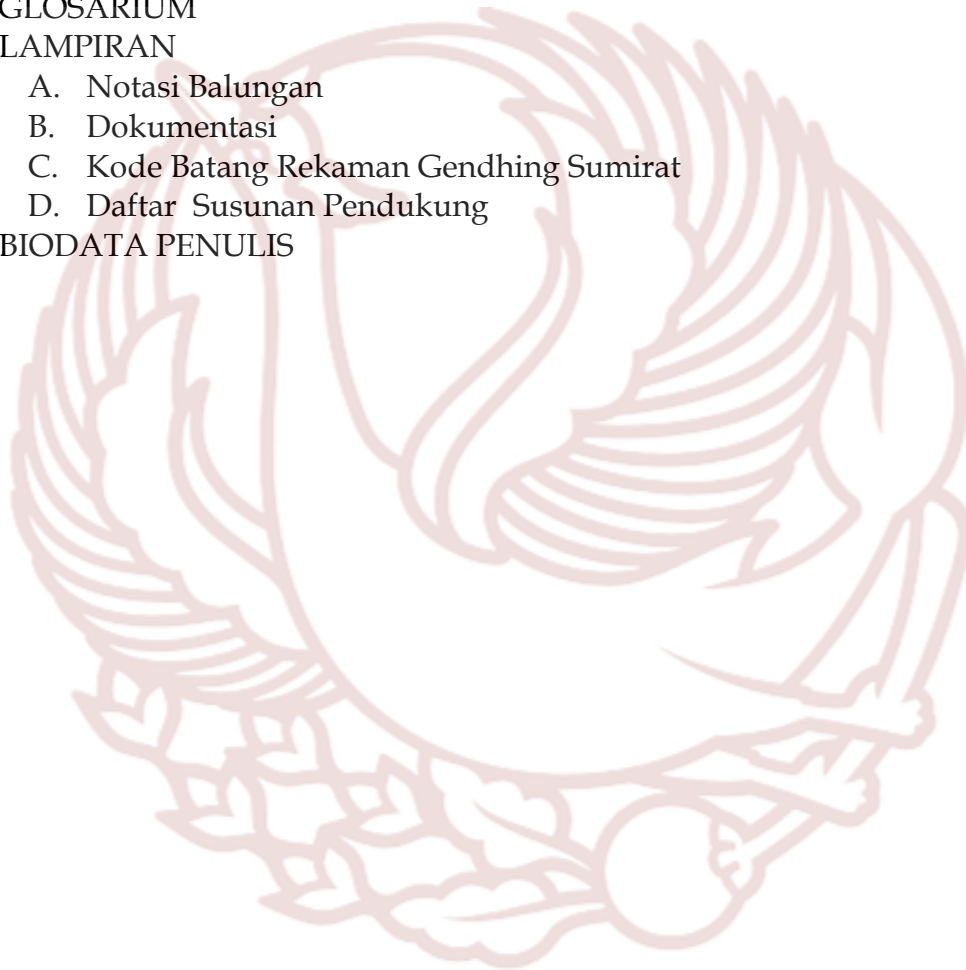 GLOSARIUM
LAMPIRAN
A. Notasi Balungan
B. Dokumentasi
C. Kode Batang Rekaman Gendhing Sumirat
D. Daftar Susunan Pendukung
BIODATA PENULIS